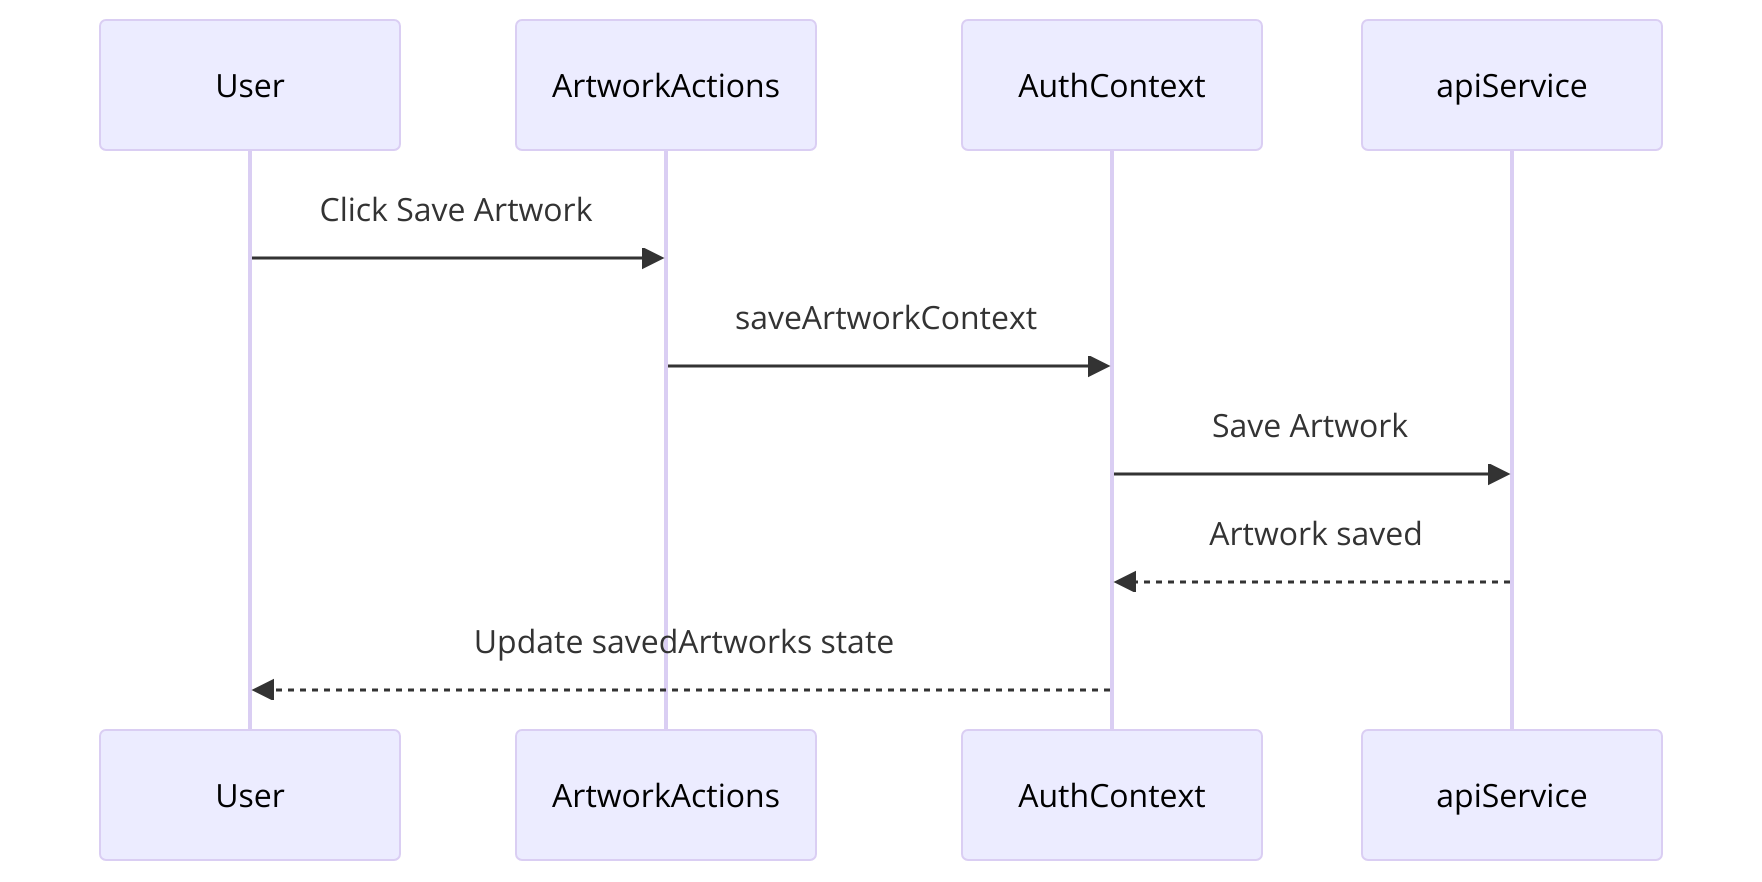 User
ArtworkActions
AuthContext
apiService
Click Save Artwork
saveArtworkContext
Save Artwork
Artwork saved
Update savedArtworks state
User
ArtworkActions
AuthContext
apiService